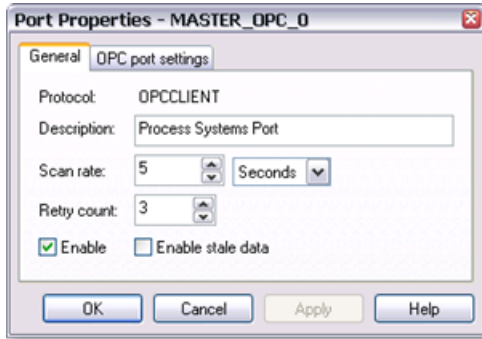 Port Properties - MASTER_OPC_0
General OPC port settings
Protocol: OPCCLIENT
Description: Process Systems Port
Scan rate: 5 Seconds
Retry count: 3
Enable Enable stale data
OK Cancel Apply Help